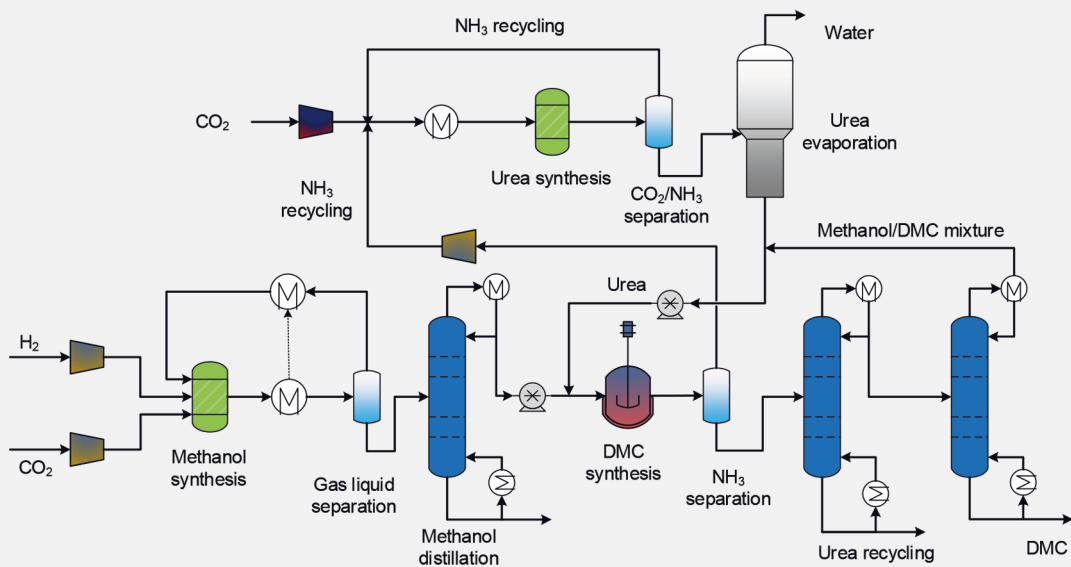 NH₃ recycling
Water
CO₂
Urea
evaporation
Urea synthesis
NH₃
recycling
CO₂/NH₃
separation
Methanol/DMC mixture
Urea
H₂
CO₂
Methanol
synthesis
Gas liquid
separation
DMC
synthesis
NH₃
separation
Methanol
distillation
Urea recycling
DMC